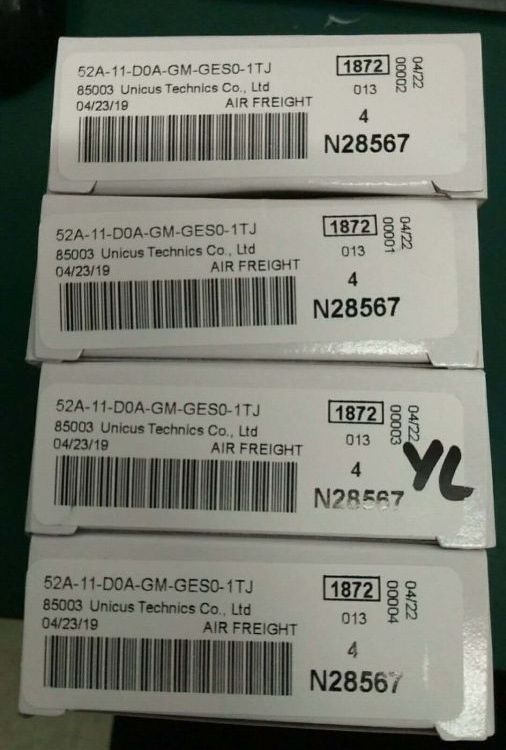 52A-11-D0A-GM-GES0-1TJ
85003 Unicus Technics Co., Ltd
04/23/19 AIR FREIGHT
1872
013
4
N28567
04/22
00002
52A-11-D0A-GM-GES0-1TJ
85003 Unicus Technics Co., Ltd
04/23/19 AIR FREIGHT
1872
013
4
N28567
04/22
00001
52A-11-D0A-GM-GES0-1TJ
85003 Unicus Technics Co., Ltd
04/23/19 AIR FREIGHT
1872
013
4
N28567
04/22
00003
YL
52A-11-D0A-GM-GES0-1TJ
85003 Unicus Technics Co., Ltd
04/23/19 AIR FREIGHT
1872
013
4
N28567
04/22
00004